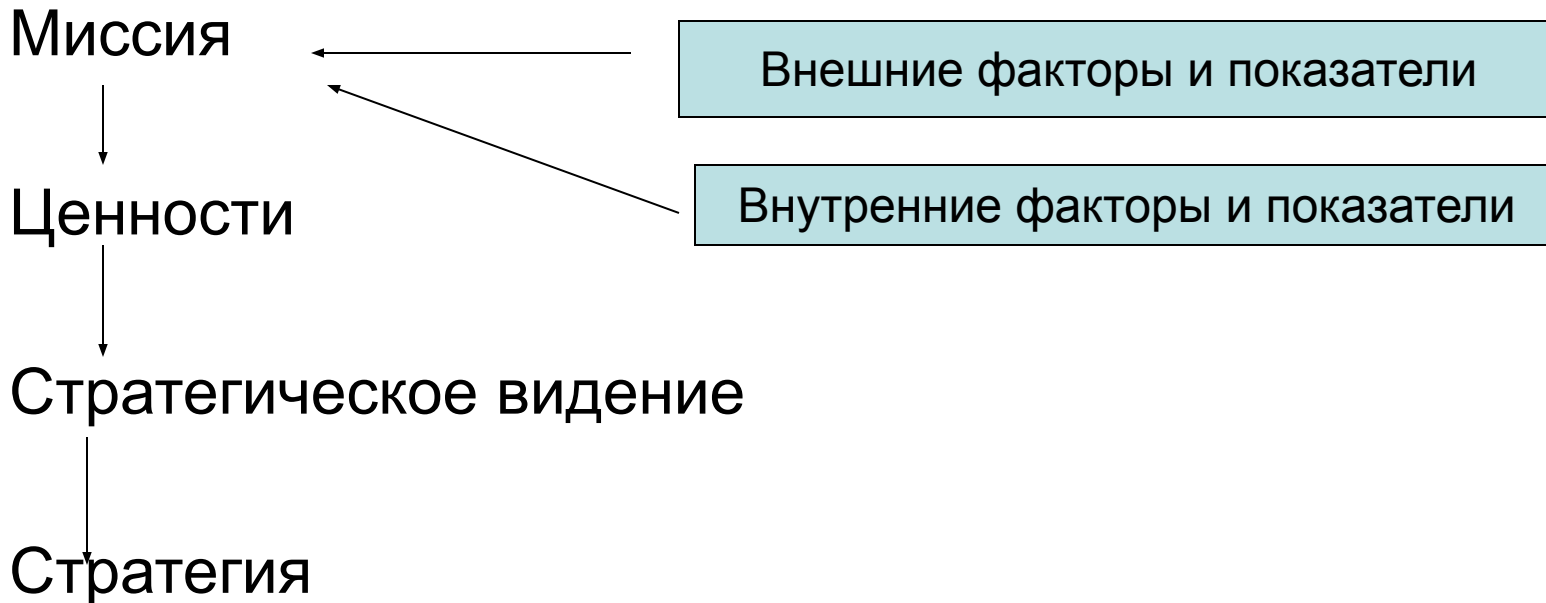 Миссия
Внешние факторы и показатели
Ценности
Внутренние факторы и показатели
Стратегическое видение
Стратегия